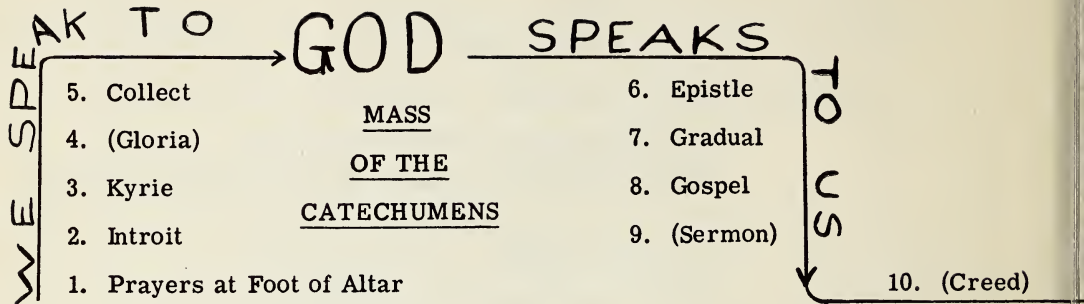 WE SPEAK TO GOD SPEAKS TO US
5. Collect
4. (Gloria)
3. Kyrie
2. Introit
1. Prayers at Foot of Altar
MASS
OF THE
CATECHUMENS
6. Epistle
7. Gradual
8. Gospel
9. (Sermon)
10. (Creed)